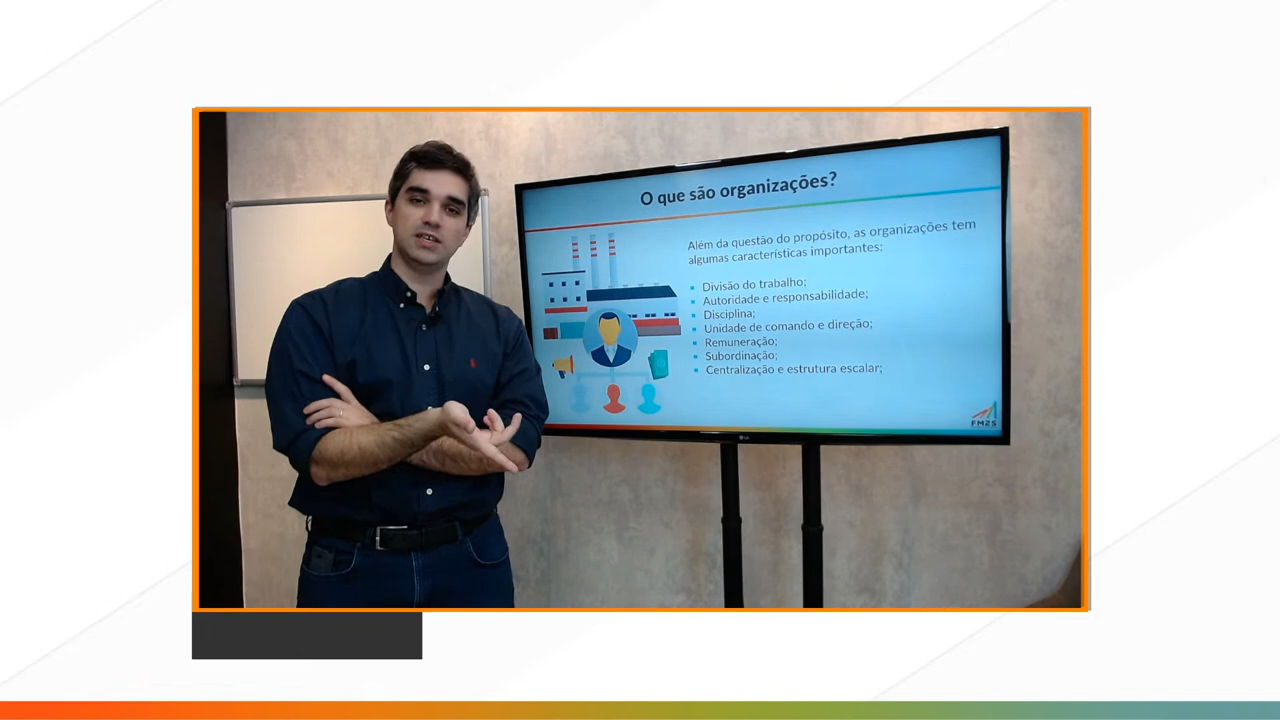 O que são organizações?
Além da questão do propósito, as organizações tem
algumas características importantes:
Divisão do trabalho;
Autoridade e responsabilidade;
Disciplina;
Unidade de comando e direção;
Remuneração;
Subordinação;
Centralização e estrutura escalar;
FM2S
LG